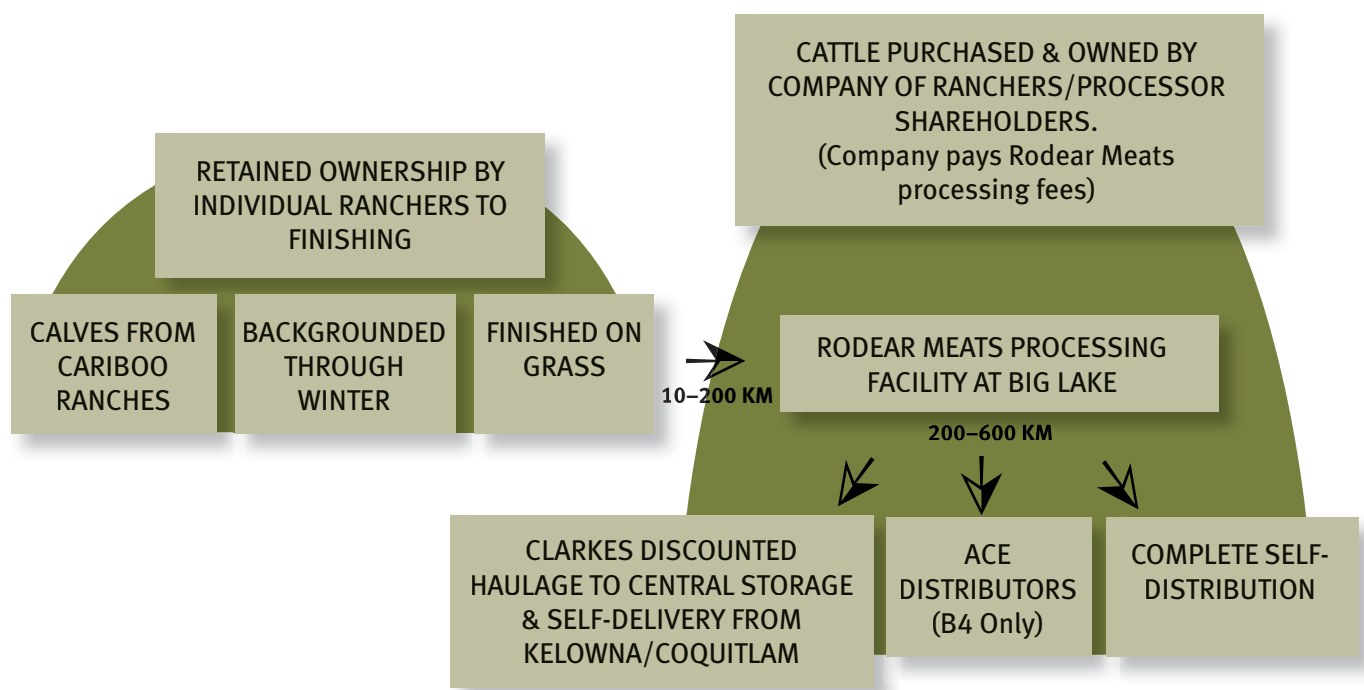 RETAINED OWNERSHIP BY
INDIVIDUAL RANCHERS TO
FINISHING
CALVES FROM
CARIBOO
RANCHES
BACKGROUNDED
THROUGH
WINTER
FINISHED ON
GRASS
10–200 KM
CATTLE PURCHASED & OWNED BY
COMPANY OF RANCHERS/PROCESSOR
SHAREHOLDERS.
(Company pays Rodear Meats
processing fees)
RODEAR MEATS PROCESSING
FACILITY AT BIG LAKE
200–600 KM
CLARKES DISCOUNTED
HAULAGE TO CENTRAL STORAGE
& SELF-DELIVERY FROM
KELOWNA/COQUITLAM
ACE
DISTRIBUTORS
(B4 Only)
COMPLETE SELF-
DISTRIBUTION